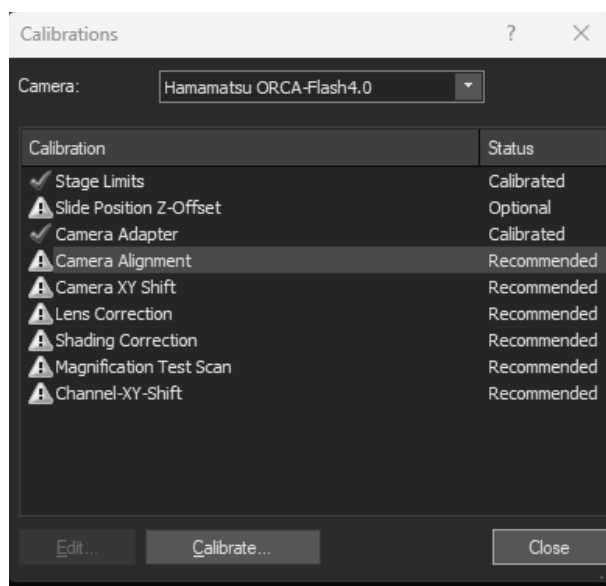 Calibrations ?
Camera: Hamamatsu ORCA-Flash4.0
Calibration Status
Stage Limits Calibrated
Slide Position Z-Offset Optional
Camera Adapter Calibrated
Camera Alignment Recommended
Camera XY Shift Recommended
Lens Correction Recommended
Shading Correction Recommended
Magnification Test Scan Recommended
Channel-XY-Shift Recommended
Edit... Calibrate... Close